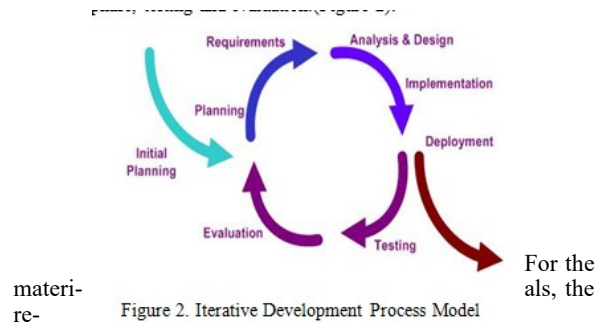 Requirements
Analysis & Design
Implementation
Planning
Deployment
Initial
Planning
Evaluation
Testing
For the
materi-
als, the
re-
Figure 2. Iterative Development Process Model